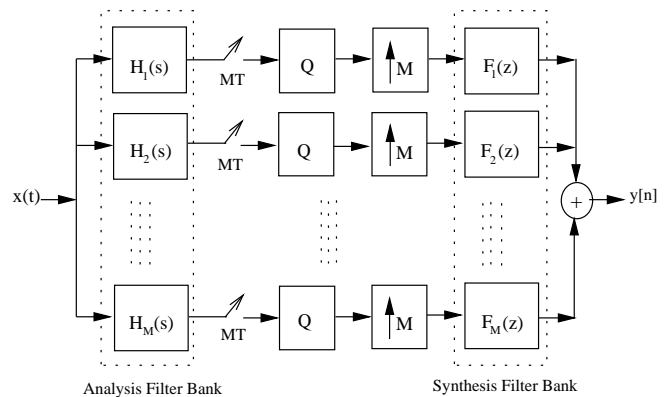 H1(s) MT Q M F1(z)
H2(s) MT Q M F2(z)
x(t) + y[n]
HM(s) MT Q M FM(z)
Analysis Filter Bank Synthesis Filter Bank